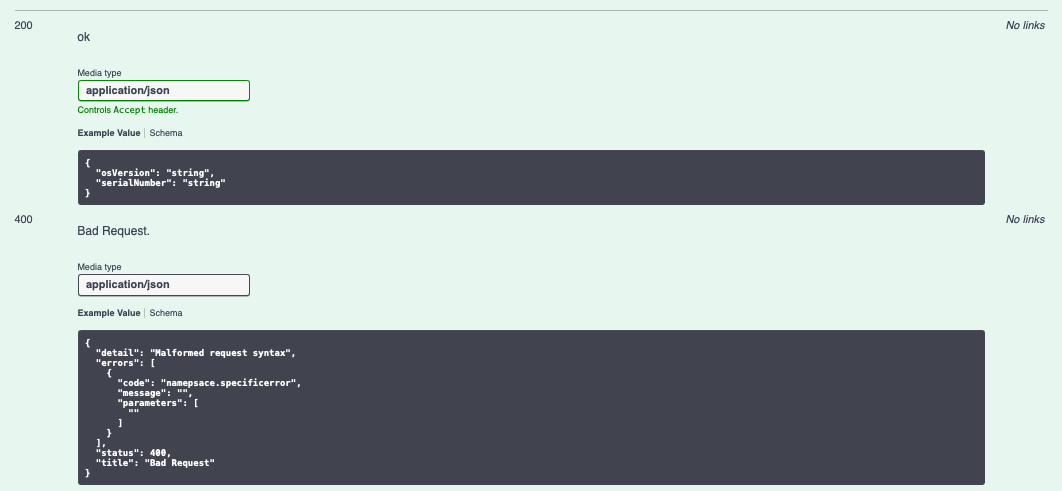 200 No links
ok
Media type
application/json
Controls Accept header.
Example Value | Schema
{
  "osVersion": "string",
  "serialNumber": "string"
}
400 No links
Bad Request.
Media type
application/json
Example Value | Schema
{
  "detail": "Malformed request syntax",
  "errors": [
    {
      "code": "namepsace.specificerror",
      "message": "",
      "parameters": [
        ""
      ]
    }
  ],
  "status": 400,
  "title": "Bad Request"
}